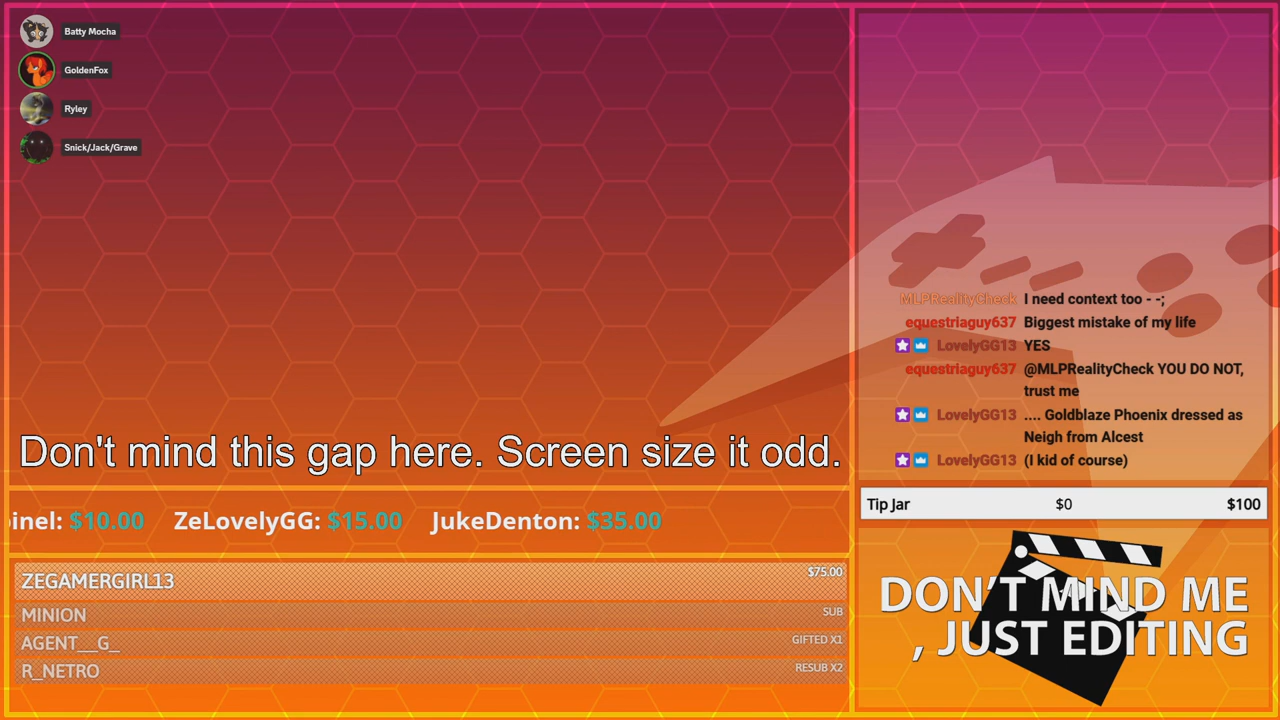 Batty Mocha
GoldenFox
Ryley
Snick/Jack/Grave
Don't mind this gap here. Screen size it odd.
inel: $10.00 ZeLovelyGG: $15.00 JukeDenton: $35.00
ZEGAMERGIRL13 $75.00
MINION SUB
AGENT__G_ GIFTED X1
R_NETRO RESUB X2
MLPRealityCheck I need context too - -;
equestriaguy637 Biggest mistake of my life
LovelyGG13 YES
equestriaguy637 @MLPRealityCheck YOU DO NOT,
trust me
LovelyGG13 .... Goldblaze Phoenix dressed as
Neigh from Alcest
LovelyGG13 (I kid of course)
Tip Jar $0 $100
DON'T MIND ME
, JUST EDITING